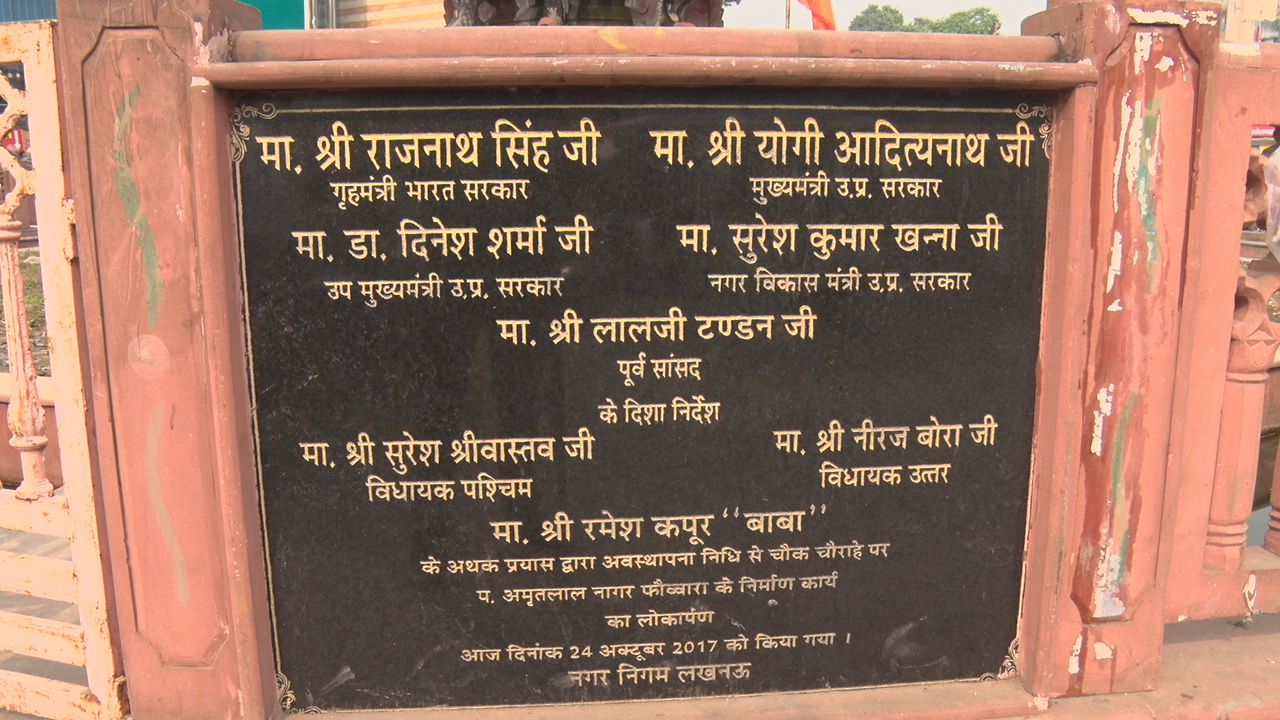 मा. श्री राजनाथ सिंह जी मा. श्री योगी आदित्यनाथ जी
गृहमंत्री भारत सरकार मुख्यमंत्री उ.प्र. सरकार
मा. डा. दिनेश शर्मा जी मा. सुरेश कुमार खन्ना जी
उप मुख्यमंत्री उ.प्र. सरकार नगर विकास मंत्री उ.प्र. सरकार
मा. श्री लालजी टण्डन जी
पूर्व सांसद
के दिशा निर्देश
मा. श्री सुरेश श्रीवास्तव जी मा. श्री नीरज बोरा जी
विधायक पश्चिम विधायक उत्तर
मा. श्री रमेश कपूर “बाबा”
के अथक प्रयास द्वारा अवस्थापना निधि से चौक चौराहे पर
प. अमृतलाल नागर फौव्वारा के निर्माण कार्य
का लोकार्पण
आज दिनांक 24 अक्टूबर 2017 को किया गया ।
नगर निगम लखनऊ